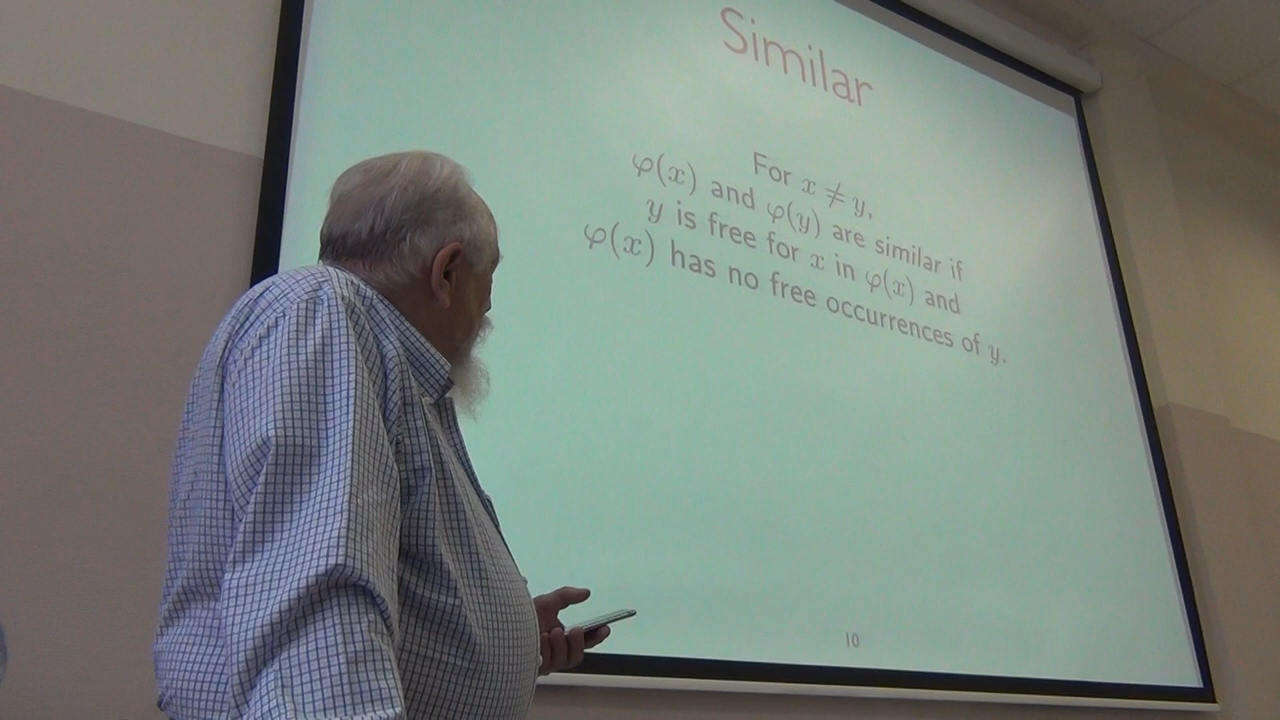 Similar
For x ≠ y,
φ(x) and φ(y) are similar if
y is free for x in φ(x) and
φ(x) has no free occurrences of y.
10